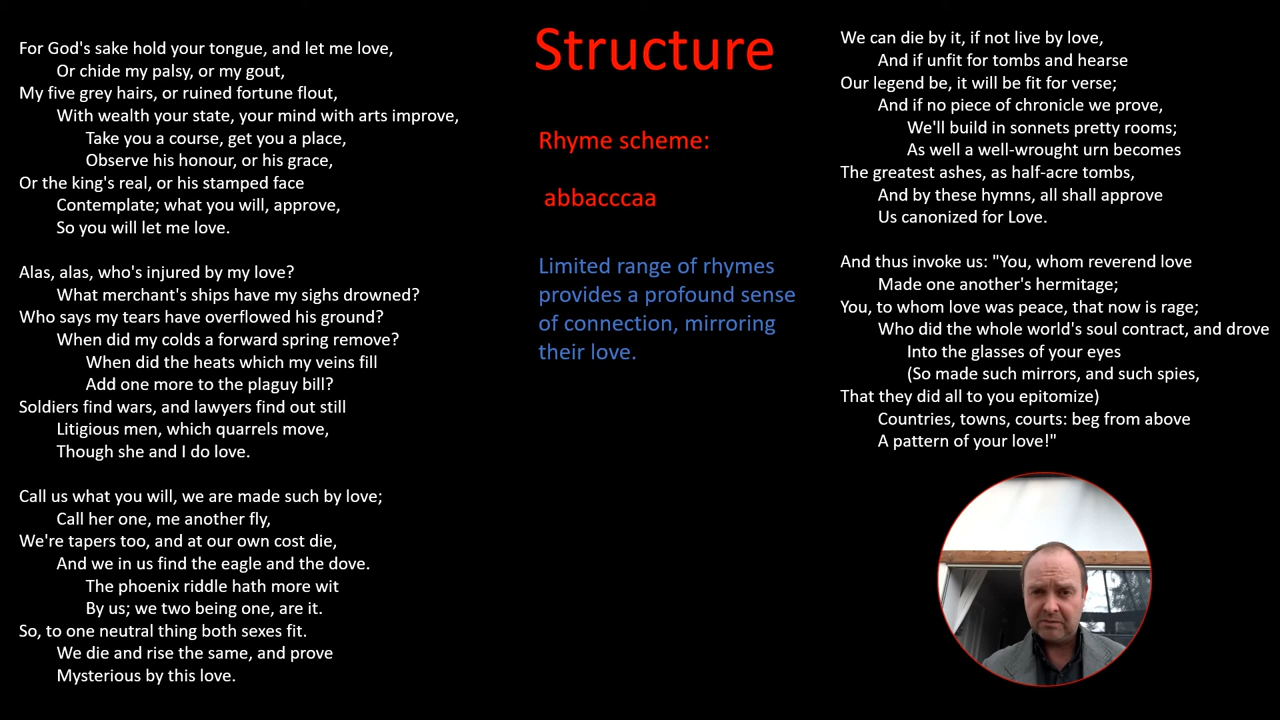 For God's sake hold your tongue, and let me love,
Or chide my palsy, or my gout,
My five grey hairs, or ruined fortune flout,
With wealth your state, your mind with arts improve,
Take you a course, get you a place,
Observe his honour, or his grace,
Or the king's real, or his stamped face
Contemplate; what you will, approve,
So you will let me love.
Alas, alas, who's injured by my love?
What merchant's ships have my sighs drowned?
Who says my tears have overflowed his ground?
When did my colds a forward spring remove?
When did the heats which my veins fill
Add one more to the plaguy bill?
Soldiers find wars, and lawyers find out still
Litigious men, which quarrels move,
Though she and I do love.
Call us what you will, we are made such by love;
Call her one, me another fly,
We're tapers too, and at our own cost die,
And we in us find the eagle and the dove.
The phoenix riddle hath more wit
By us; we two being one, are it.
So, to one neutral thing both sexes fit.
We die and rise the same, and prove
Mysterious by this love.
Structure
Rhyme scheme:
abbacccaa
Limited range of rhymes
provides a profound sense
of connection, mirroring
their love.
We can die by it, if not live by love,
And if unfit for tombs and hearse
Our legend be, it will be fit for verse;
And if no piece of chronicle we prove,
We'll build in sonnets pretty rooms;
As well a well-wrought urn becomes
The greatest ashes, as half-acre tombs,
And by these hymns, all shall approve
Us canonized for Love.
And thus invoke us: "You, whom reverend love
Made one another's hermitage;
You, to whom love was peace, that now is rage;
Who did the whole world's soul contract, and drove
Into the glasses of your eyes
(So made such mirrors, and such spies,
That they did all to you epitomize)
Countries, towns, courts: beg from above
A pattern of your love!"